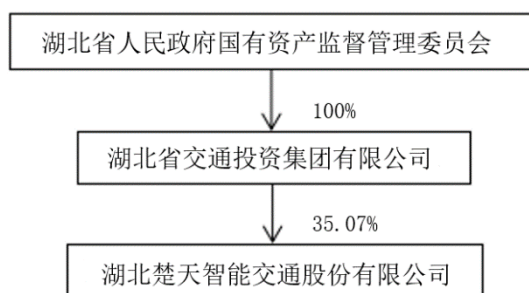 湖北省人民政府国有资产监督管理委员会
100%
湖北省交通投资集团有限公司
35.07%
湖北楚天智能交通股份有限公司